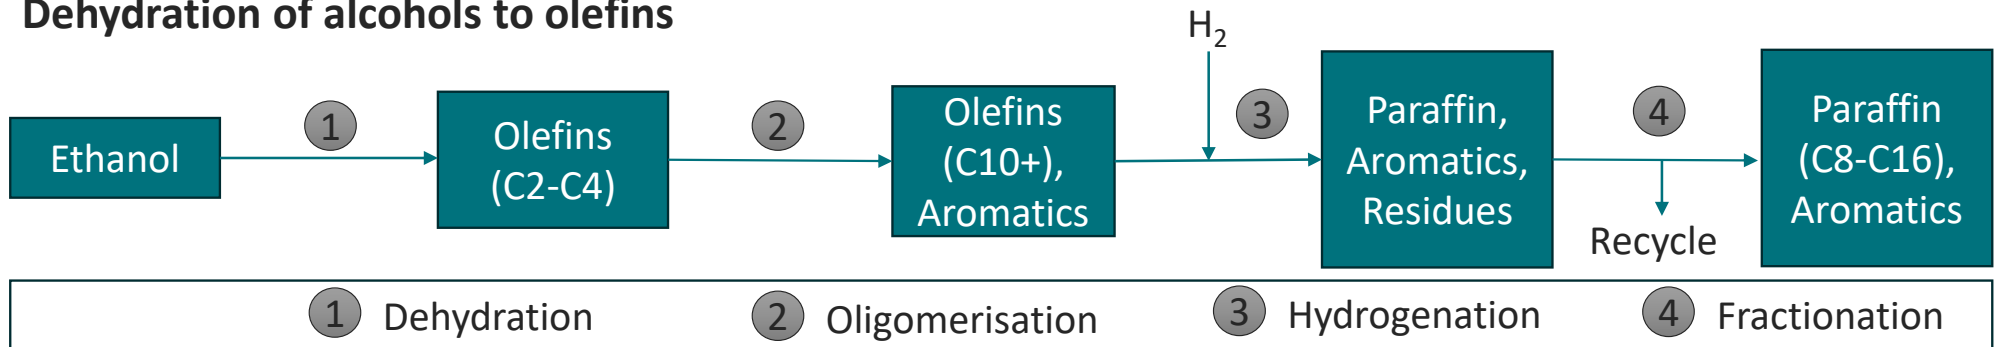 Dehydration of alcohols to olefins
H2
Ethanol
1
Olefins
(C2-C4)
2
Olefins
(C10+),
Aromatics
3
Paraffin,
Aromatics,
Residues
4
Recycle
Paraffin
(C8-C16),
Aromatics
1 Dehydration
2 Oligomerisation
3 Hydrogenation
4 Fractionation